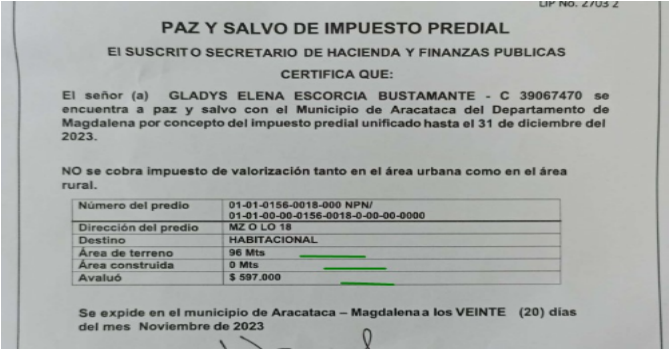 LIP No. 2703 2
PAZ Y SALVO DE IMPUESTO PREDIAL
El SUSCRITO SECRETARIO DE HACIENDA Y FINANZAS PUBLICAS
CERTIFICA QUE:
El señor (a) GLADYS ELENA ESCORCIA BUSTAMANTE - C 39067470 se
encuentra a paz y salvo con el Municipio de Aracataca del Departamento de
Magdalena por concepto del impuesto predial unificado hasta el 31 de diciembre del
2023.
NO se cobra impuesto de valorización tanto en el área urbana como en el área
rural.
Número del predio 01-01-0156-0018-000 NPN/
01-01-00-00-0156-0018-0-00-00-0000
Dirección del predio MZ O LO 18
Destino HABITACIONAL
Área de terreno 96 Mts
Área construida 0 Mts
Avaluó $ 597.000
Se expide en el municipio de Aracataca – Magdalena a los VEINTE (20) días
del mes Noviembre de 2023